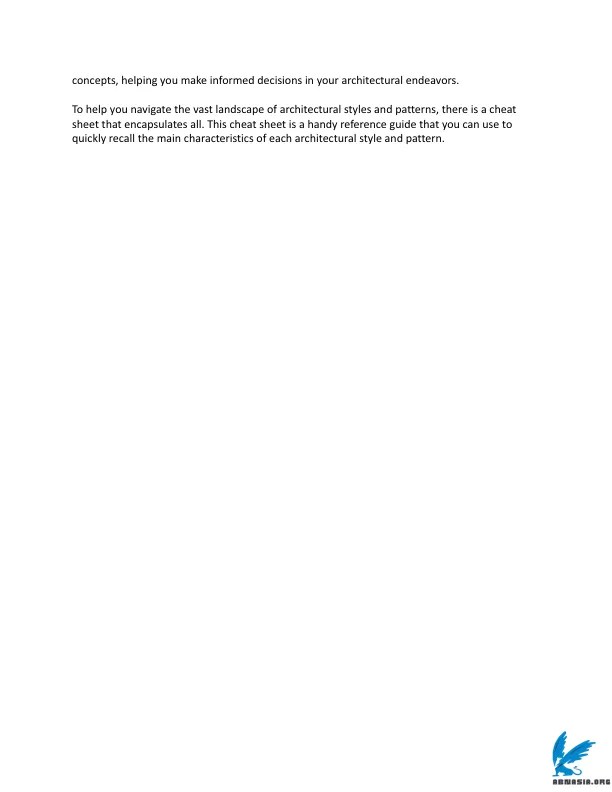 concepts, helping you make informed decisions in your architectural endeavors.
To help you navigate the vast landscape of architectural styles and patterns, there is a cheat
sheet that encapsulates all. This cheat sheet is a handy reference guide that you can use to
quickly recall the main characteristics of each architectural style and pattern.
ABNASIA.ORG